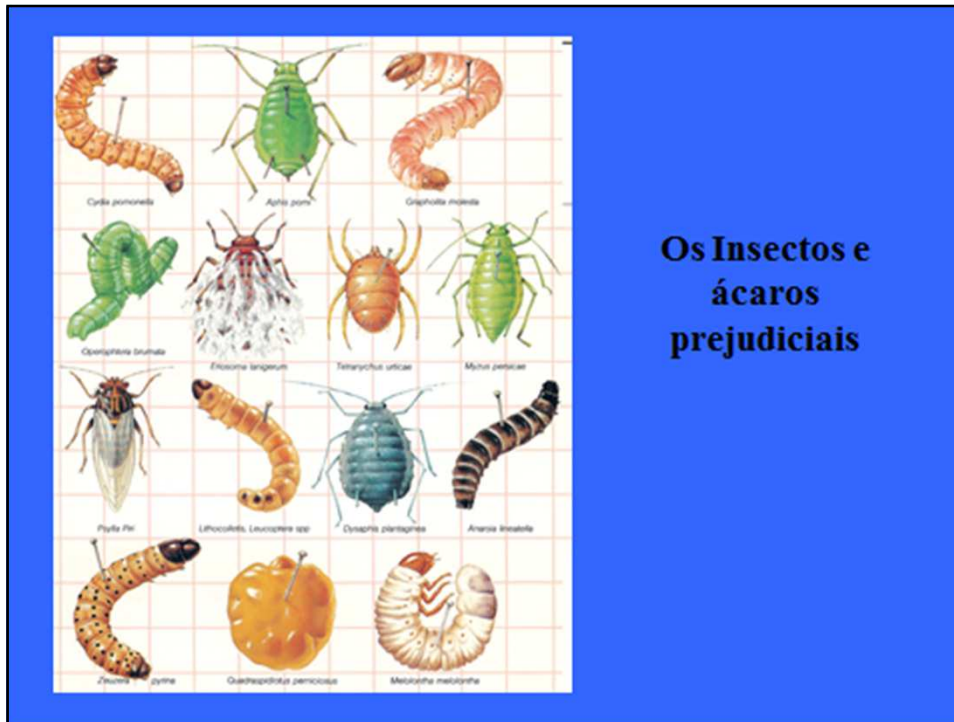 Cydia pomonella
Aphis pomi
Grapholita molesta
Os Insectos e
ácaros
prejudiciais
Operophtera brumata
Eriosoma lanigerum
Tetranychus urticae
Myzus persicae
Psylla Piri
Lithocolletis, Leucoptera spp
Dysaphis plantaginea
Anarsia lineatella
Zeuzera pyrina
Quadraspidiotus perniciosus
Melolontha melolontha